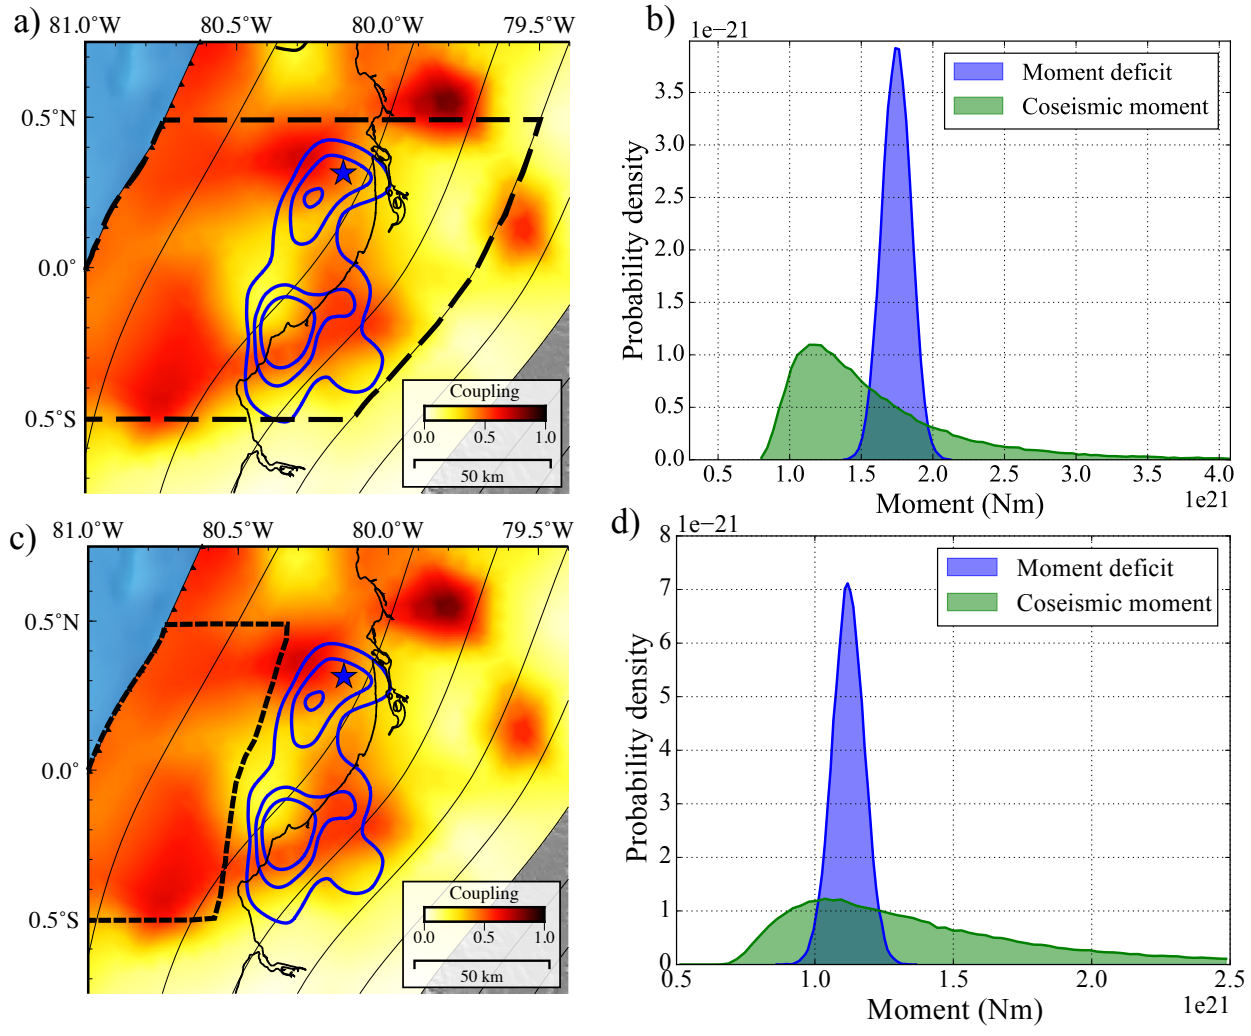 a)
81.0°W 80.5°W 80.0°W 79.5°W
0.5°N
0.0°
0.5°S
Coupling
0.0 0.5 1.0
50 km
b)
1e−21
3.5
3.0
2.5
2.0
1.5
1.0
0.5
0.0
Probability density
Moment deficit
Coseismic moment
0.5 1.0 1.5 2.0 2.5 3.0 3.5 4.0
Moment (Nm)
1e21
c)
81.0°W 80.5°W 80.0°W 79.5°W
0.5°N
0.0°
0.5°S
Coupling
0.0 0.5 1.0
50 km
d)
1e−21
8
7
6
5
4
3
2
1
0
Probability density
Moment deficit
Coseismic moment
0.5 1.0 1.5 2.0 2.5
Moment (Nm)
1e21